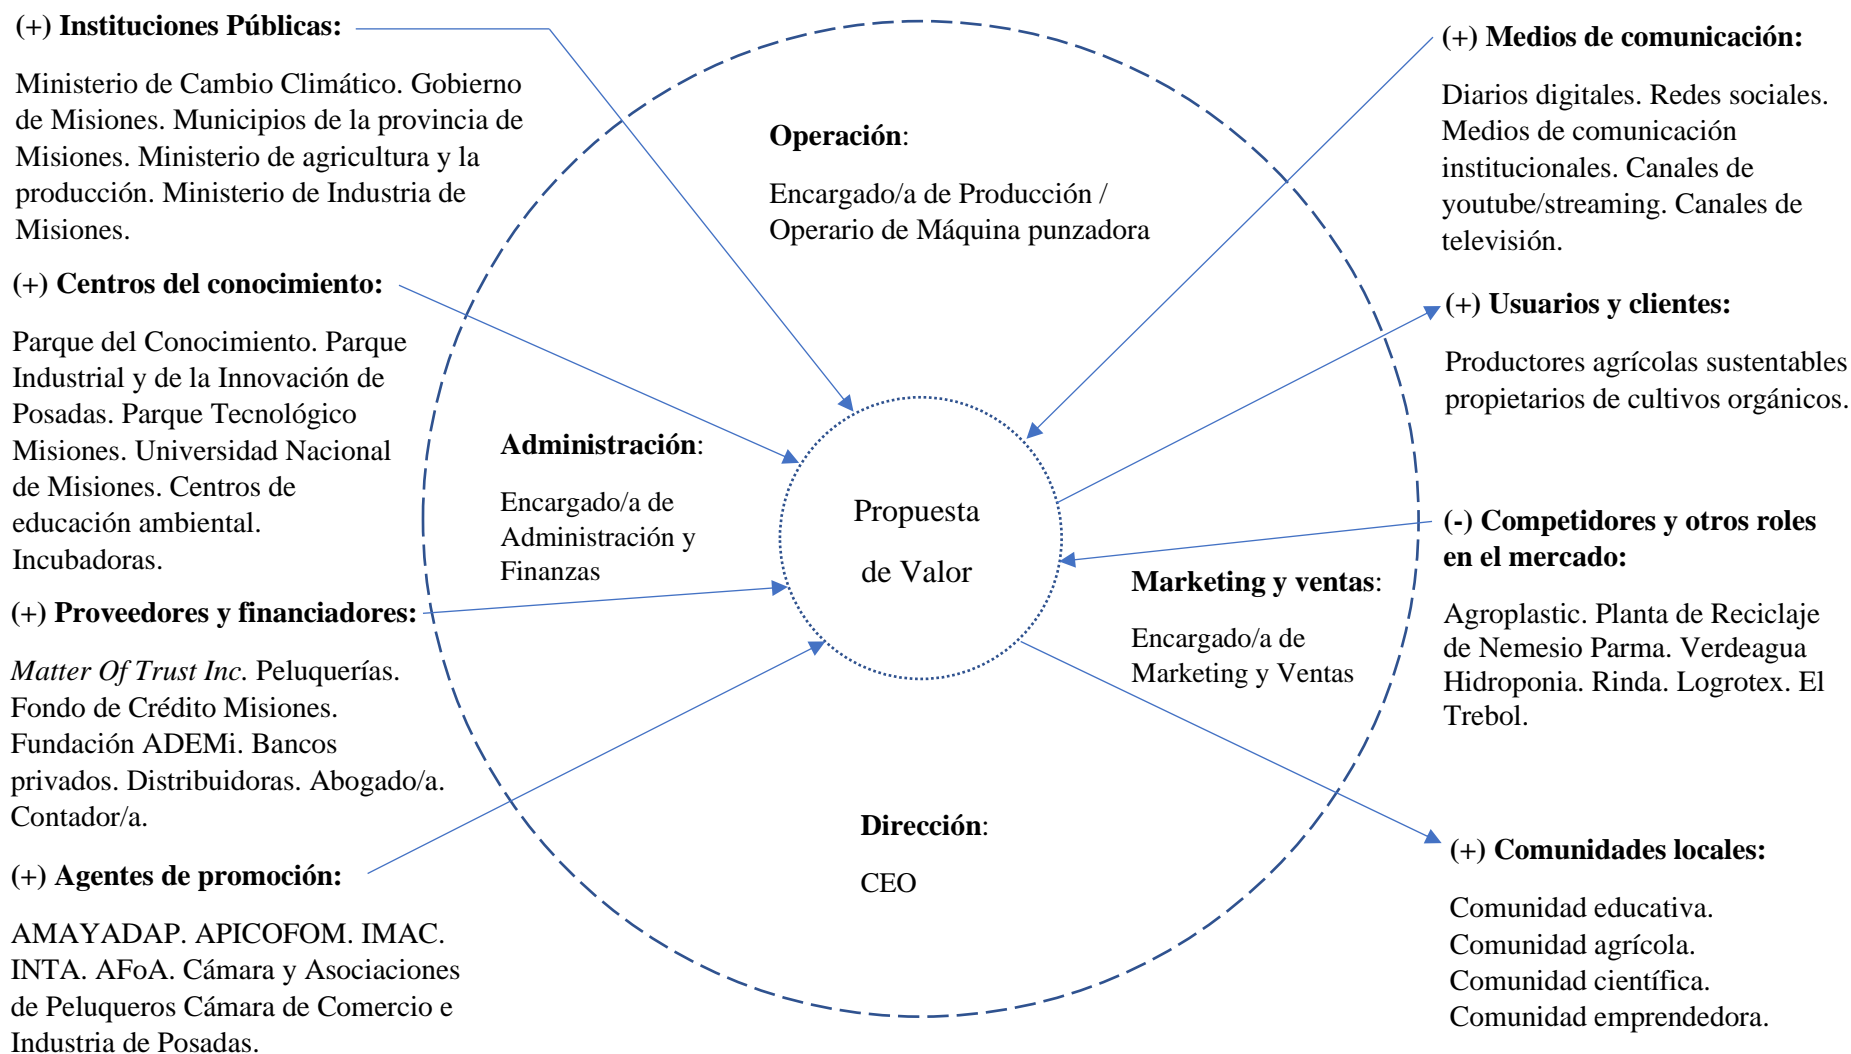 (+) Instituciones Públicas:
Ministerio de Cambio Climático. Gobierno
de Misiones. Municipios de la provincia de
Misiones. Ministerio de agricultura y la
producción. Ministerio de Industria de
Misiones.
(+) Centros del conocimiento:
Parque del Conocimiento. Parque
Industrial y de la Innovación de
Posadas. Parque Tecnológico
Misiones. Universidad Nacional
de Misiones. Centros de
educación ambiental.
Incubadoras.
(+) Proveedores y financiadores:
Matter Of Trust Inc. Peluquerías.
Fondo de Crédito Misiones.
Fundación ADEMi. Bancos
privados. Distribuidoras. Abogado/a.
Contador/a.
(+) Agentes de promoción:
AMAYADAP. APICOFOM. IMAC.
INTA. AFoA. Cámara y Asociaciones
de Peluqueros Cámara de Comercio e
Industria de Posadas.
Operación:
Encargado/a de Producción /
Operario de Máquina punzadora
Administración:
Encargado/a de
Administración y
Finanzas
Propuesta
de Valor
Marketing y ventas:
Encargado/a de
Marketing y Ventas
Dirección:
CEO
(+) Medios de comunicación:
Diarios digitales. Redes sociales.
Medios de comunicación
institucionales. Canales de
youtube/streaming. Canales de
televisión.
(+) Usuarios y clientes:
Productores agrícolas sustentables
propietarios de cultivos orgánicos.
(-) Competidores y otros roles
en el mercado:
Agroplastic. Planta de Reciclaje
de Nemesio Parma. Verdeagua
Hidroponia. Rinda. Logrotex. El
Trebol.
(+) Comunidades locales:
Comunidad educativa.
Comunidad agrícola.
Comunidad científica.
Comunidad emprendedora.